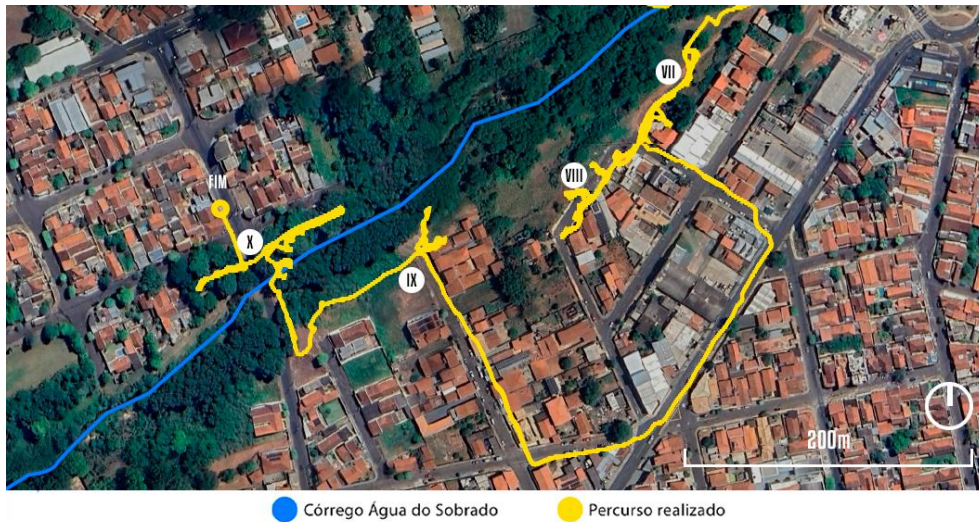 VII
VIII
FIM
X
IX
200m
Córrego Água do Sobrado
Percurso realizado